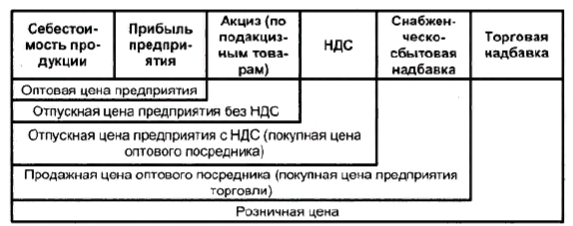 Себесто-
имость про-
дукции
Прибыль
предпри-
ятия
Акциз (по
подакциз-
ным това-
рам)
НДС
Снабжен-
ческо-
сбытовая
надбавка
Торговая
надбавка
Оптовая цена предприятия
Отпускная цена предприятия без НДС
Отпускная цена предприятия с НДС (покупная цена
оптового посредника)
Продажная цена оптового посредника (покупная цена предприятия
торговли)
Розничная цена